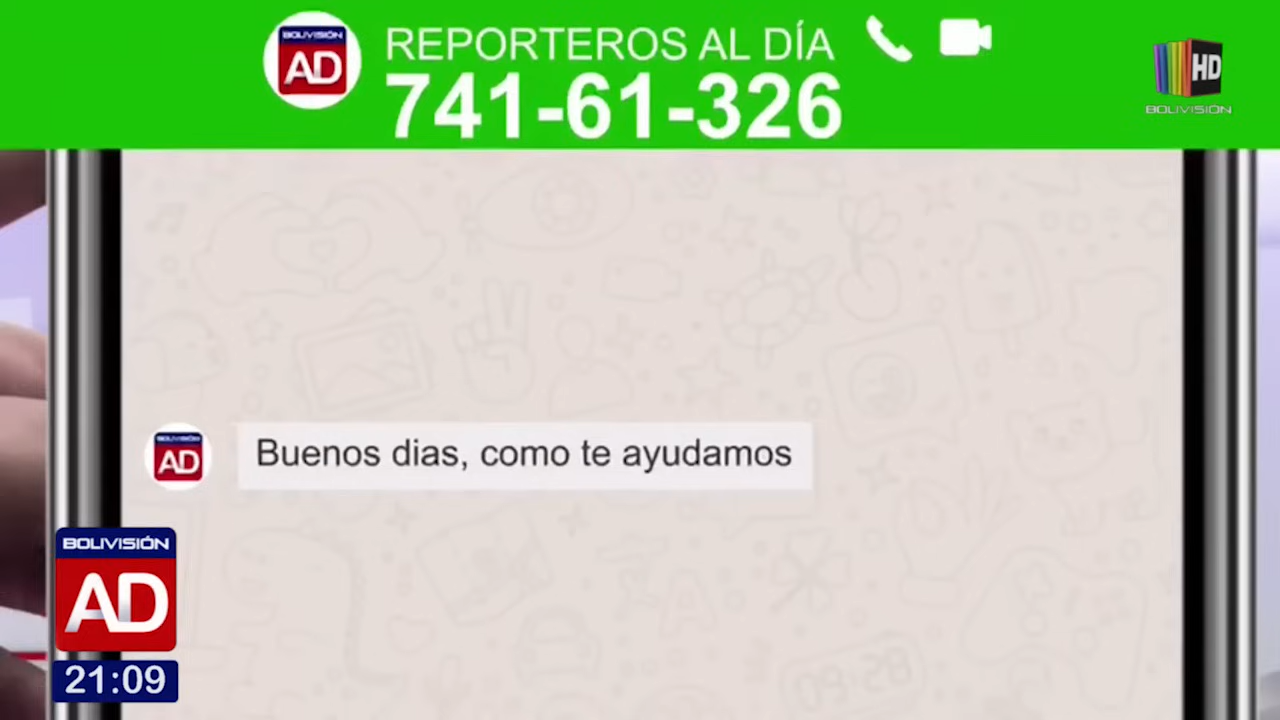 BOLIVISIÓN
AD
REPORTEROS AL DÍA
741-61-326
HD
BOLIVISIÓN
BOLIVISIÓN
AD
Buenos dias, como te ayudamos
BOLIVISIÓN
AD
21:09